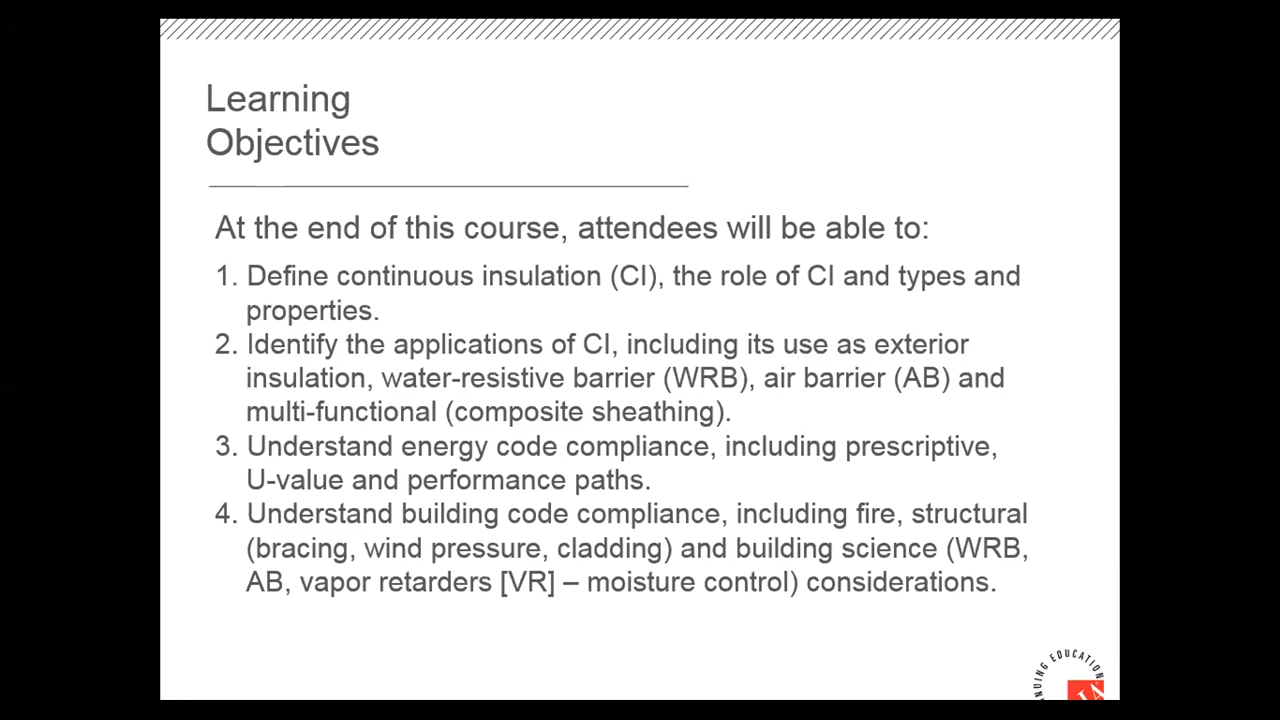 Learning
Objectives
At the end of this course, attendees will be able to:
1. Define continuous insulation (CI), the role of CI and types and
properties.
2. Identify the applications of CI, including its use as exterior
insulation, water-resistive barrier (WRB), air barrier (AB) and
multi-functional (composite sheathing).
3. Understand energy code compliance, including prescriptive,
U-value and performance paths.
4. Understand building code compliance, including fire, structural
(bracing, wind pressure, cladding) and building science (WRB,
AB, vapor retarders [VR] – moisture control) considerations.
EDUCATION